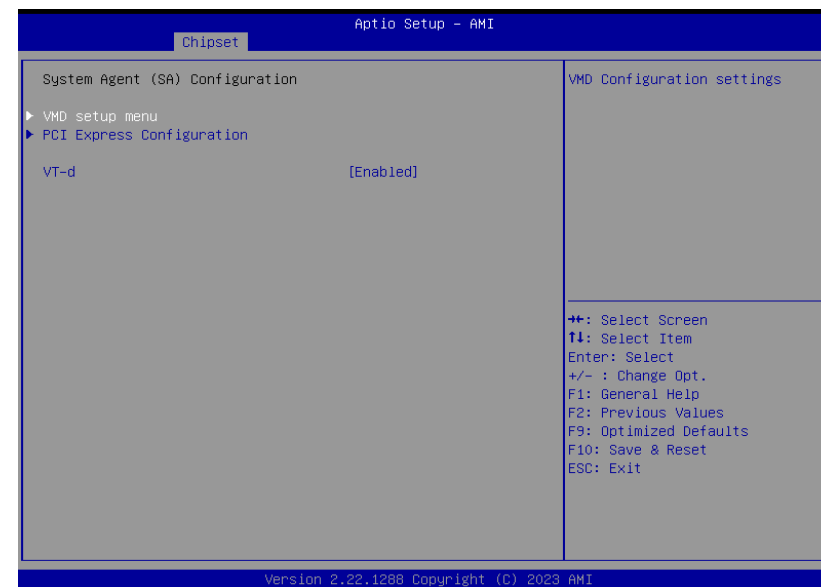 Aptio Setup – AMI
Chipset
System Agent (SA) Configuration
VMD setup menu
PCI Express Configuration
VT-d [Enabled]
VMD Configuration settings
→←: Select Screen
↑↓: Select Item
Enter: Select
+/- : Change Opt.
F1: General Help
F2: Previous Values
F9: Optimized Defaults
F10: Save & Reset
ESC: Exit
Version 2.22.1288 Copyright (C) 2023 AMI